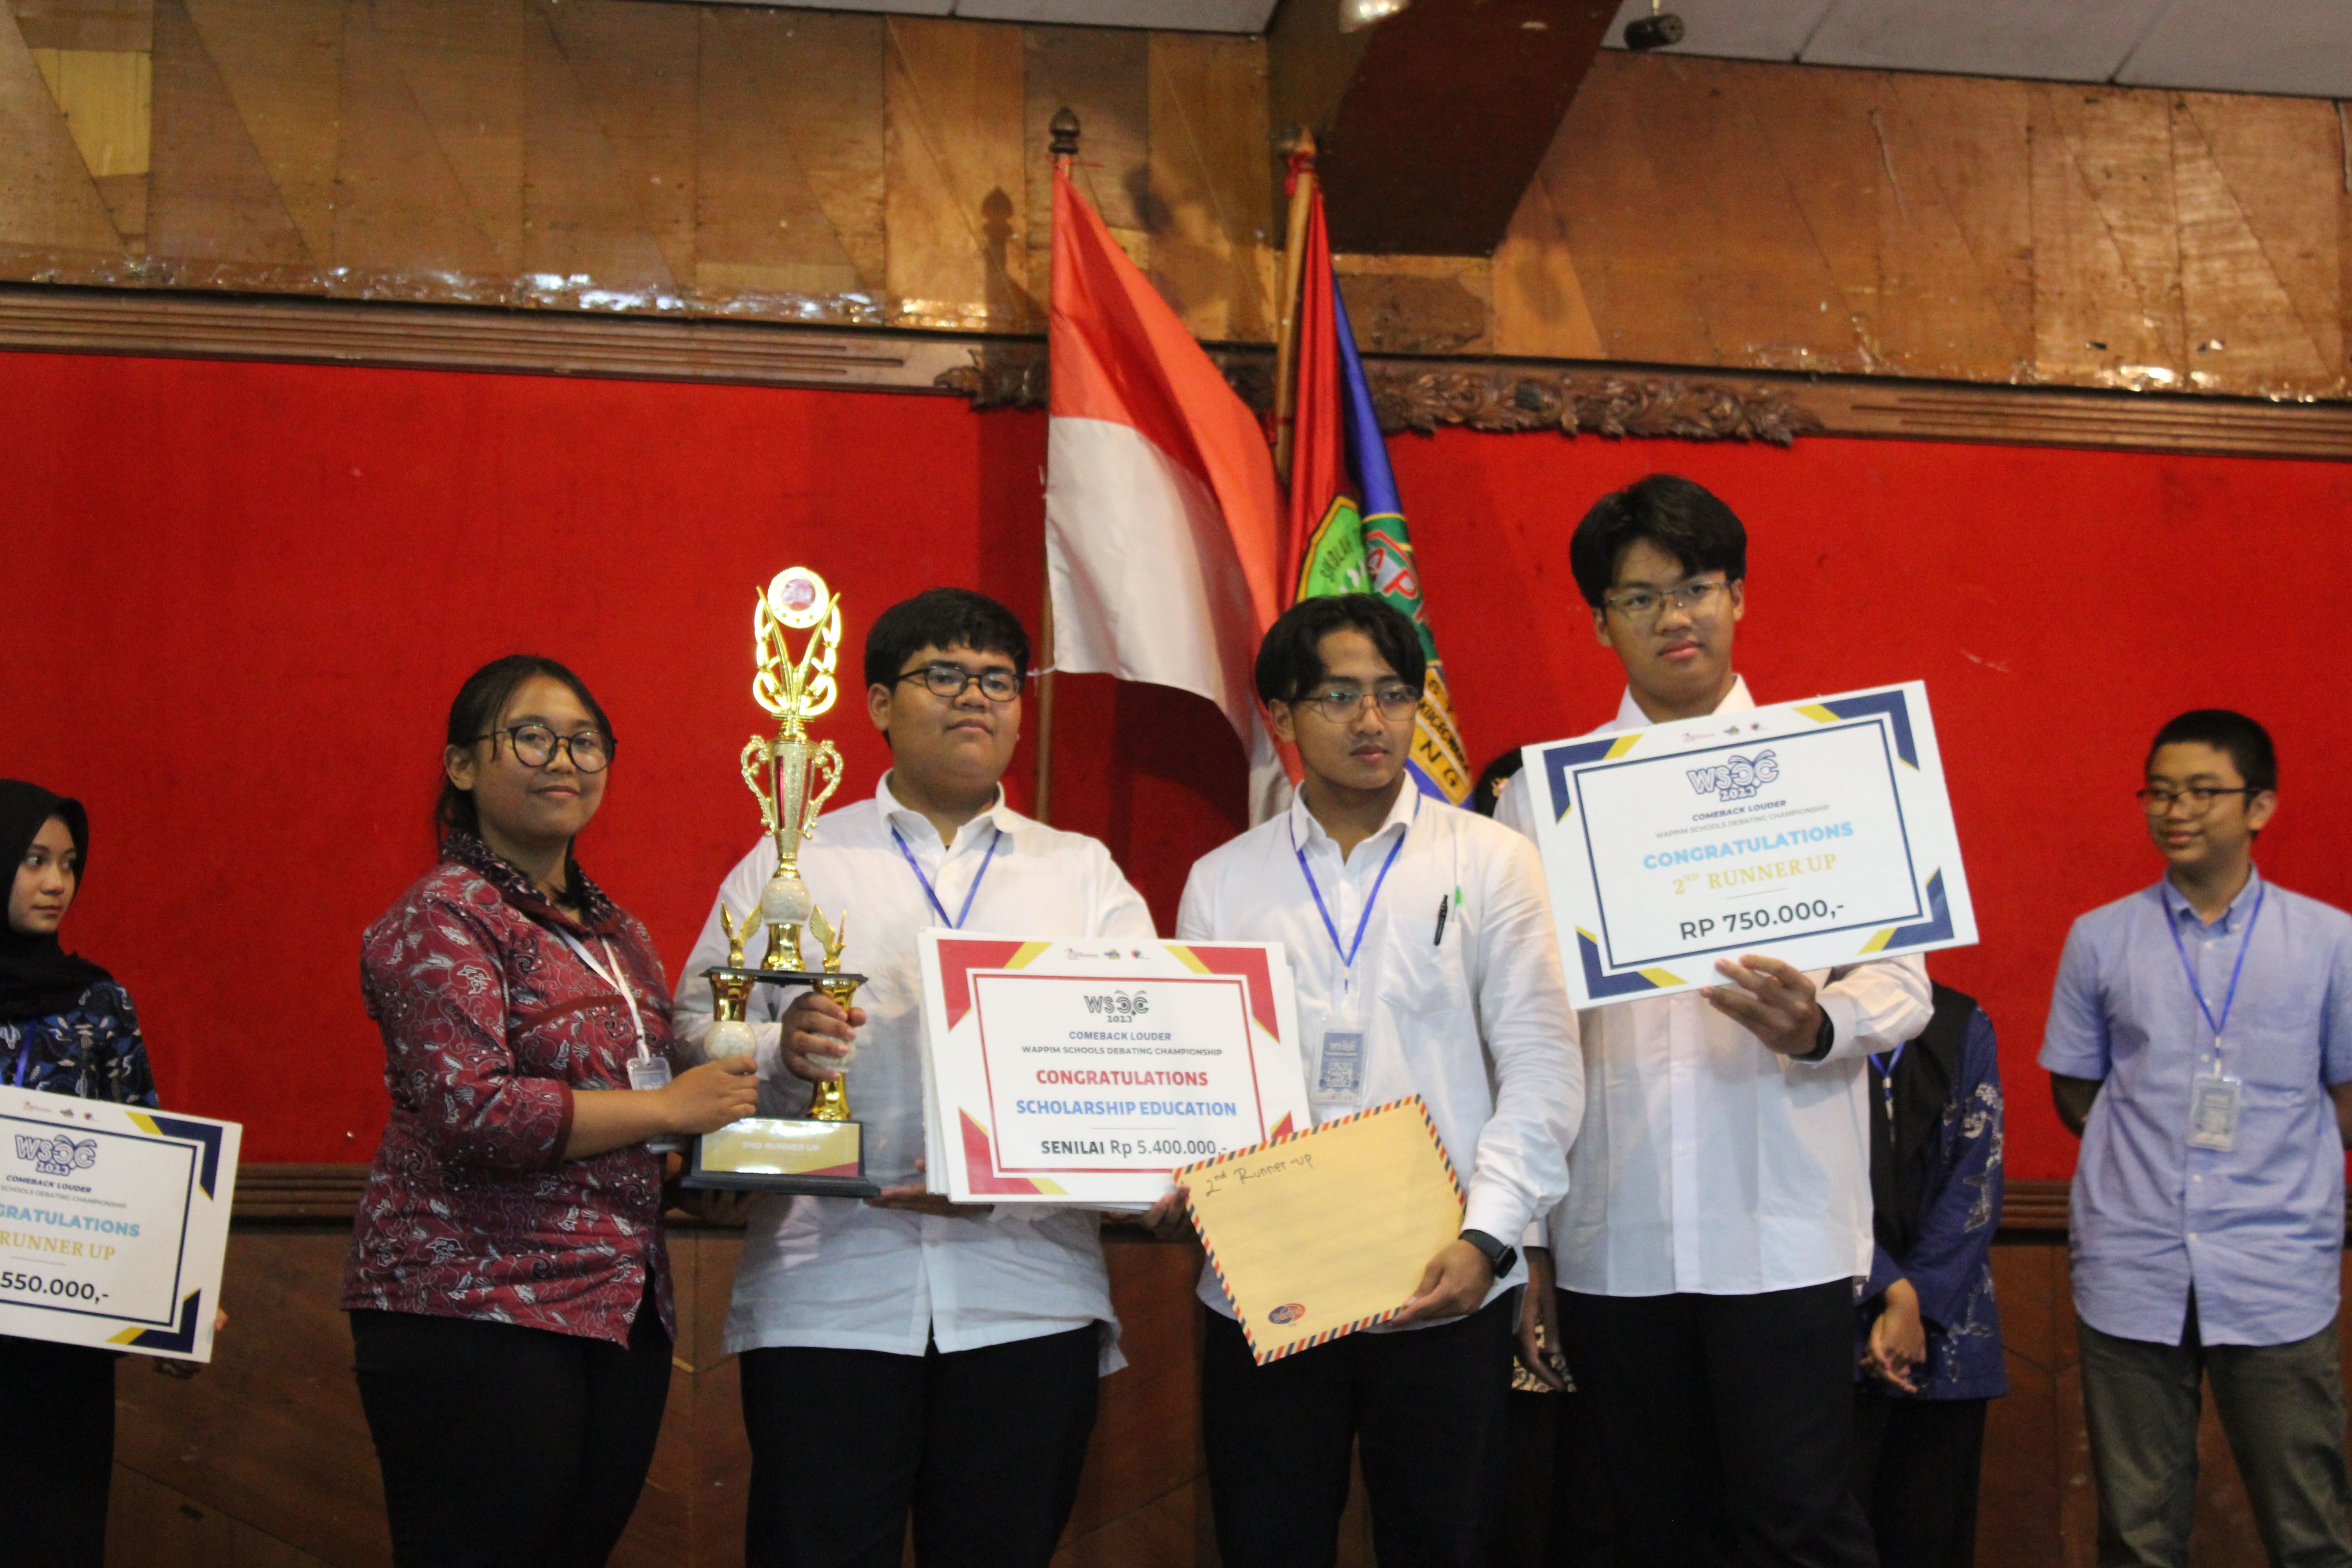 WSDC
2023
COMEBACK LOUDER
WAPPIM SCHOOLS DEBATING CHAMPIONSHIP
CONGRATULATIONS
2ND RUNNER UP
RP 750.000,-
WSDC
2023
COMEBACK LOUDER
WAPPIM SCHOOLS DEBATING CHAMPIONSHIP
CONGRATULATIONS
SCHOLARSHIP EDUCATION
SENILAI Rp 5.400.000,-
2nd Runner-up
2ND RUNNER UP
WSDC
2023
COMEBACK LOUDER
SCHOOLS DEBATING CHAMPIONSHIP
GRATULATIONS
RUNNER UP
550.000,-
N G